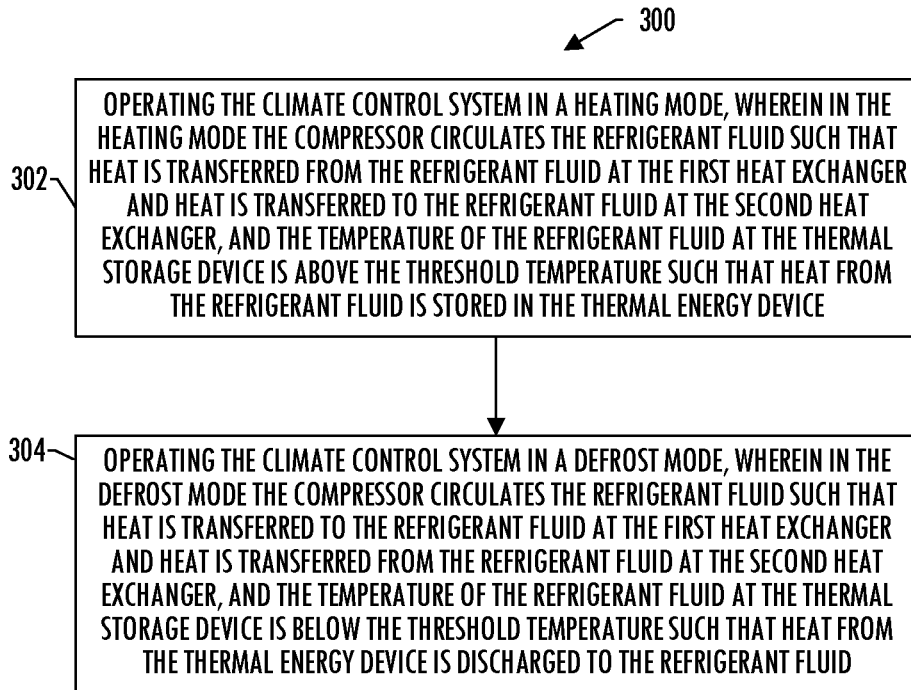 300
302
OPERATING THE CLIMATE CONTROL SYSTEM IN A HEATING MODE, WHEREIN IN THE
HEATING MODE THE COMPRESSOR CIRCULATES THE REFRIGERANT FLUID SUCH THAT
HEAT IS TRANSFERRED FROM THE REFRIGERANT FLUID AT THE FIRST HEAT EXCHANGER
AND HEAT IS TRANSFERRED TO THE REFRIGERANT FLUID AT THE SECOND HEAT
EXCHANGER, AND THE TEMPERATURE OF THE REFRIGERANT FLUID AT THE THERMAL
STORAGE DEVICE IS ABOVE THE THRESHOLD TEMPERATURE SUCH THAT HEAT FROM
THE REFRIGERANT FLUID IS STORED IN THE THERMAL ENERGY DEVICE
304
OPERATING THE CLIMATE CONTROL SYSTEM IN A DEFROST MODE, WHEREIN IN THE
DEFROST MODE THE COMPRESSOR CIRCULATES THE REFRIGERANT FLUID SUCH THAT
HEAT IS TRANSFERRED TO THE REFRIGERANT FLUID AT THE FIRST HEAT EXCHANGER
AND HEAT IS TRANSFERRED FROM THE REFRIGERANT FLUID AT THE SECOND HEAT
EXCHANGER, AND THE TEMPERATURE OF THE REFRIGERANT FLUID AT THE THERMAL
STORAGE DEVICE IS BELOW THE THRESHOLD TEMPERATURE SUCH THAT HEAT FROM
THE THERMAL ENERGY DEVICE IS DISCHARGED TO THE REFRIGERANT FLUID